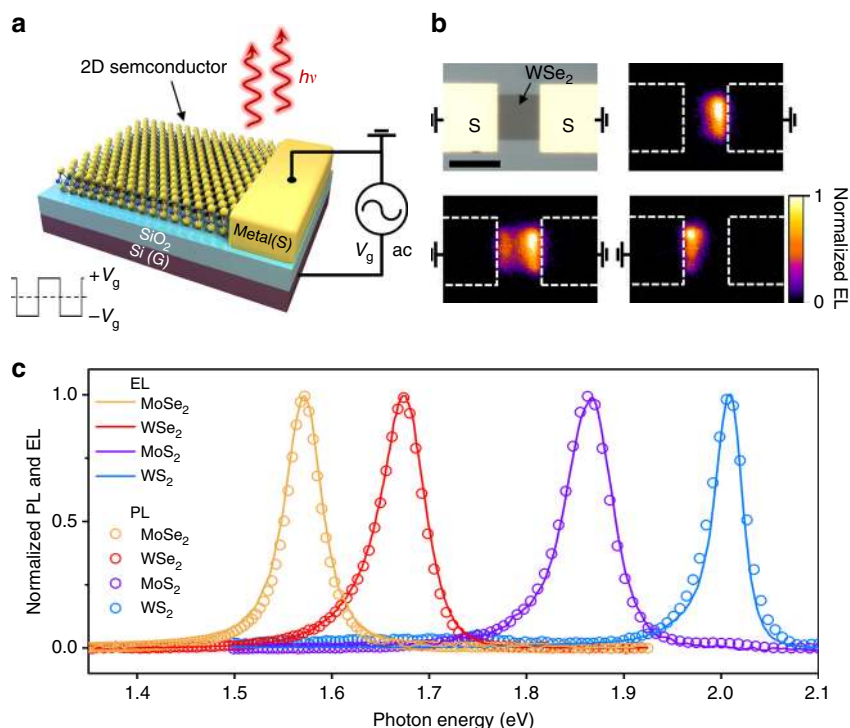 a
2D semconductor
hν
SiO2
Si (G)
Metal(S)
Vg
ac
+Vg
−Vg
b
WSe2
S
S
1
Normalized EL
0
c
EL
MoSe2
WSe2
MoS2
WS2
PL
MoSe2
WSe2
MoS2
WS2
Normalized PL and EL
1.0
0.5
0.0
1.4 1.5 1.6 1.7 1.8 1.9 2.0 2.1
Photon energy (eV)